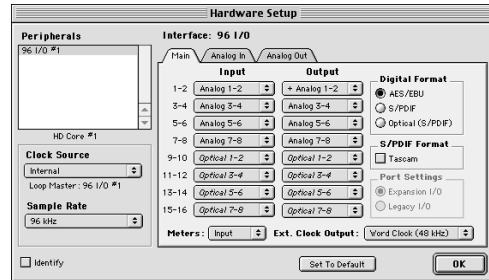 Hardware Setup
Peripherals
96 I/O #1
HD Core #1
Clock Source
Internal
Loop Master : 96 I/O #1
Sample Rate
96 kHz
Identify
Interface: 96 I/O
Main Analog In Analog Out
Input Output
1-2 Analog 1-2 + Analog 1-2
3-4 Analog 3-4 Analog 3-4
5-6 Analog 5-6 Analog 5-6
7-8 Analog 7-8 Analog 7-8
9-10 Optical 1-2 Optical 1-2
11-12 Optical 3-4 Optical 3-4
13-14 Optical 5-6 Optical 5-6
15-16 Optical 7-8 Optical 7-8
Digital Format
AES/EBU
S/PDIF
Optical (S/PDIF)
S/PDIF Format
Tascam
Port Settings
Expansion I/O
Legacy I/O
Meters: Input Ext. Clock Output: Word Clock (48 kHz)
Set To Default OK